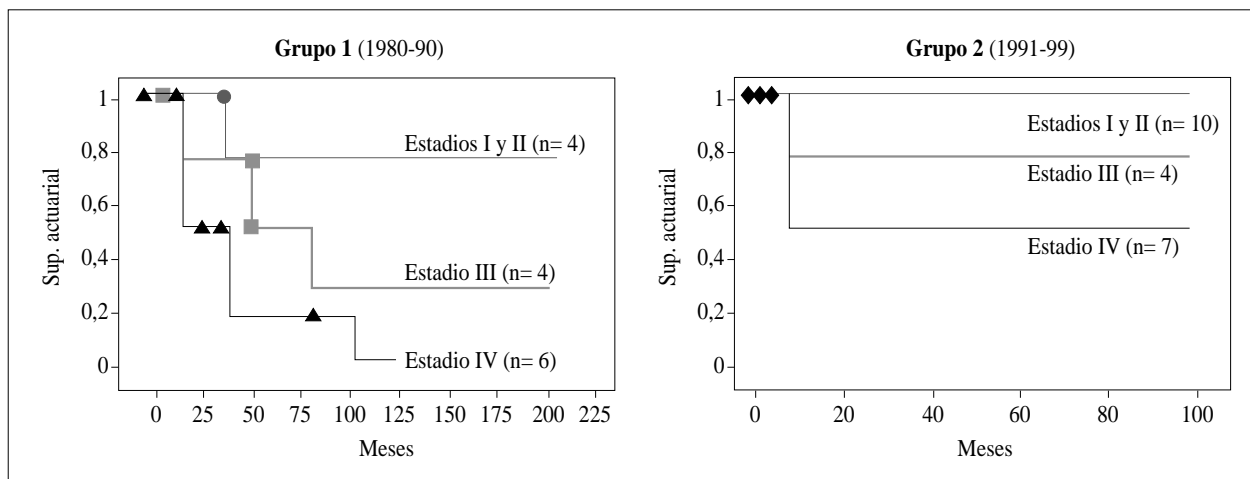 Grupo 1 (1980-90)
Sup. actuarial
1
0,8
0,6
0,4
0,2
0
Estadios I y II (n= 4)
Estadio III (n= 4)
Estadio IV (n= 6)
0 25 50 75 100 125 150 175 200 225
Meses
Grupo 2 (1991-99)
Sup. actuarial
1
0,8
0,6
0,4
0,2
0
Estadios I y II (n= 10)
Estadio III (n= 4)
Estadio IV (n= 7)
0 20 40 60 80 100
Meses